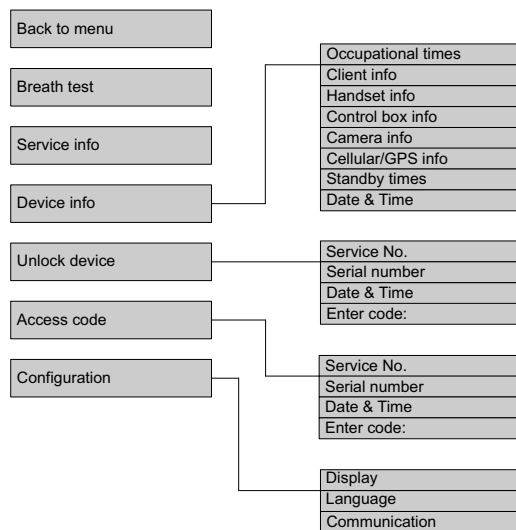 Back to menu
Breath test
Service info
Device info
Unlock device
Access code
Configuration
Occupational times
Client info
Handset info
Control box info
Camera info
Cellular/GPS info
Standby times
Date & Time
Service No.
Serial number
Date & Time
Enter code:
Service No.
Serial number
Date & Time
Enter code:
Display
Language
Communication